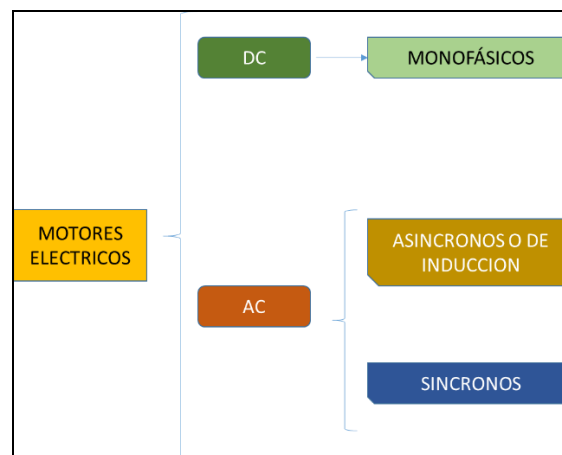 DC
MONOFÁSICOS
MOTORES
ELECTRICOS
ASINCRONOS O DE
INDUCCION
AC
SINCRONOS